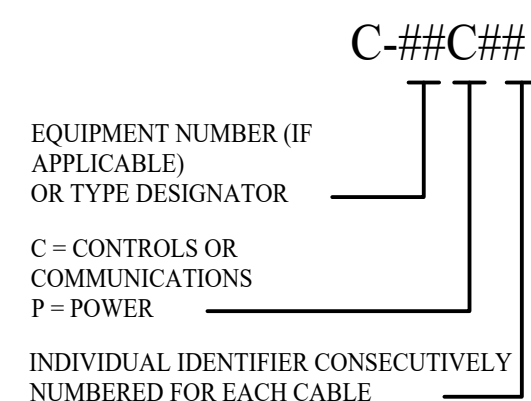 C-##C##
EQUIPMENT NUMBER (IF
APPLICABLE)
OR TYPE DESIGNATOR
C = CONTROLS OR
COMMUNICATIONS
P = POWER
INDIVIDUAL IDENTIFIER CONSECUTIVELY
NUMBERED FOR EACH CABLE